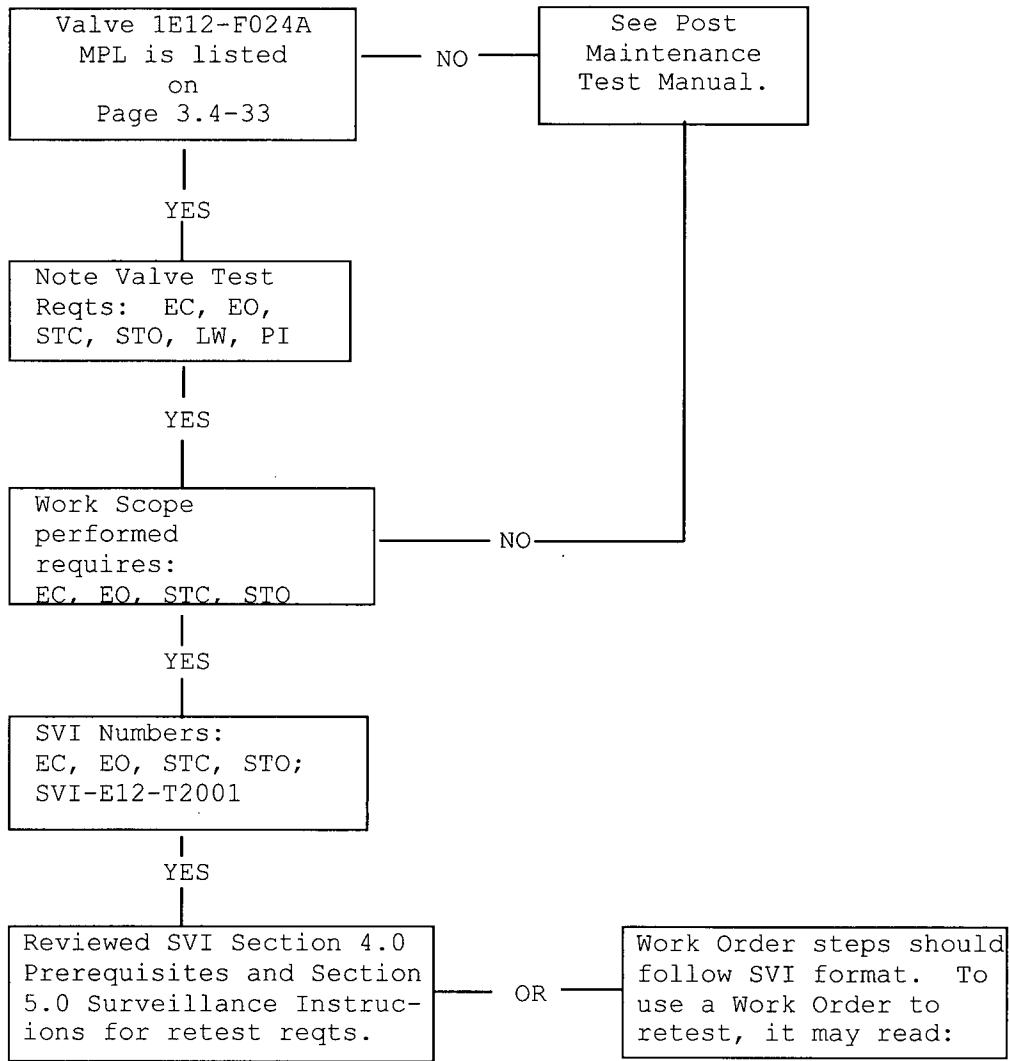 Valve 1E12-F024A
MPL is listed
on
Page 3.4-33
NO
See Post
Maintenance
Test Manual.
YES
Note Valve Test
Reqts: EC, EO,
STC, STO, LW, PI
YES
Work Scope
performed
requires:
EC, EO, STC, STO
NO
YES
SVI Numbers:
EC, EO, STC, STO;
SVI-E12-T2001
YES
Reviewed SVI Section 4.0
Prerequisites and Section
5.0 Surveillance Instruc-
ions for retest reqts.
OR
Work Order steps should
follow SVI format. To
use a Work Order to
retest, it may read: